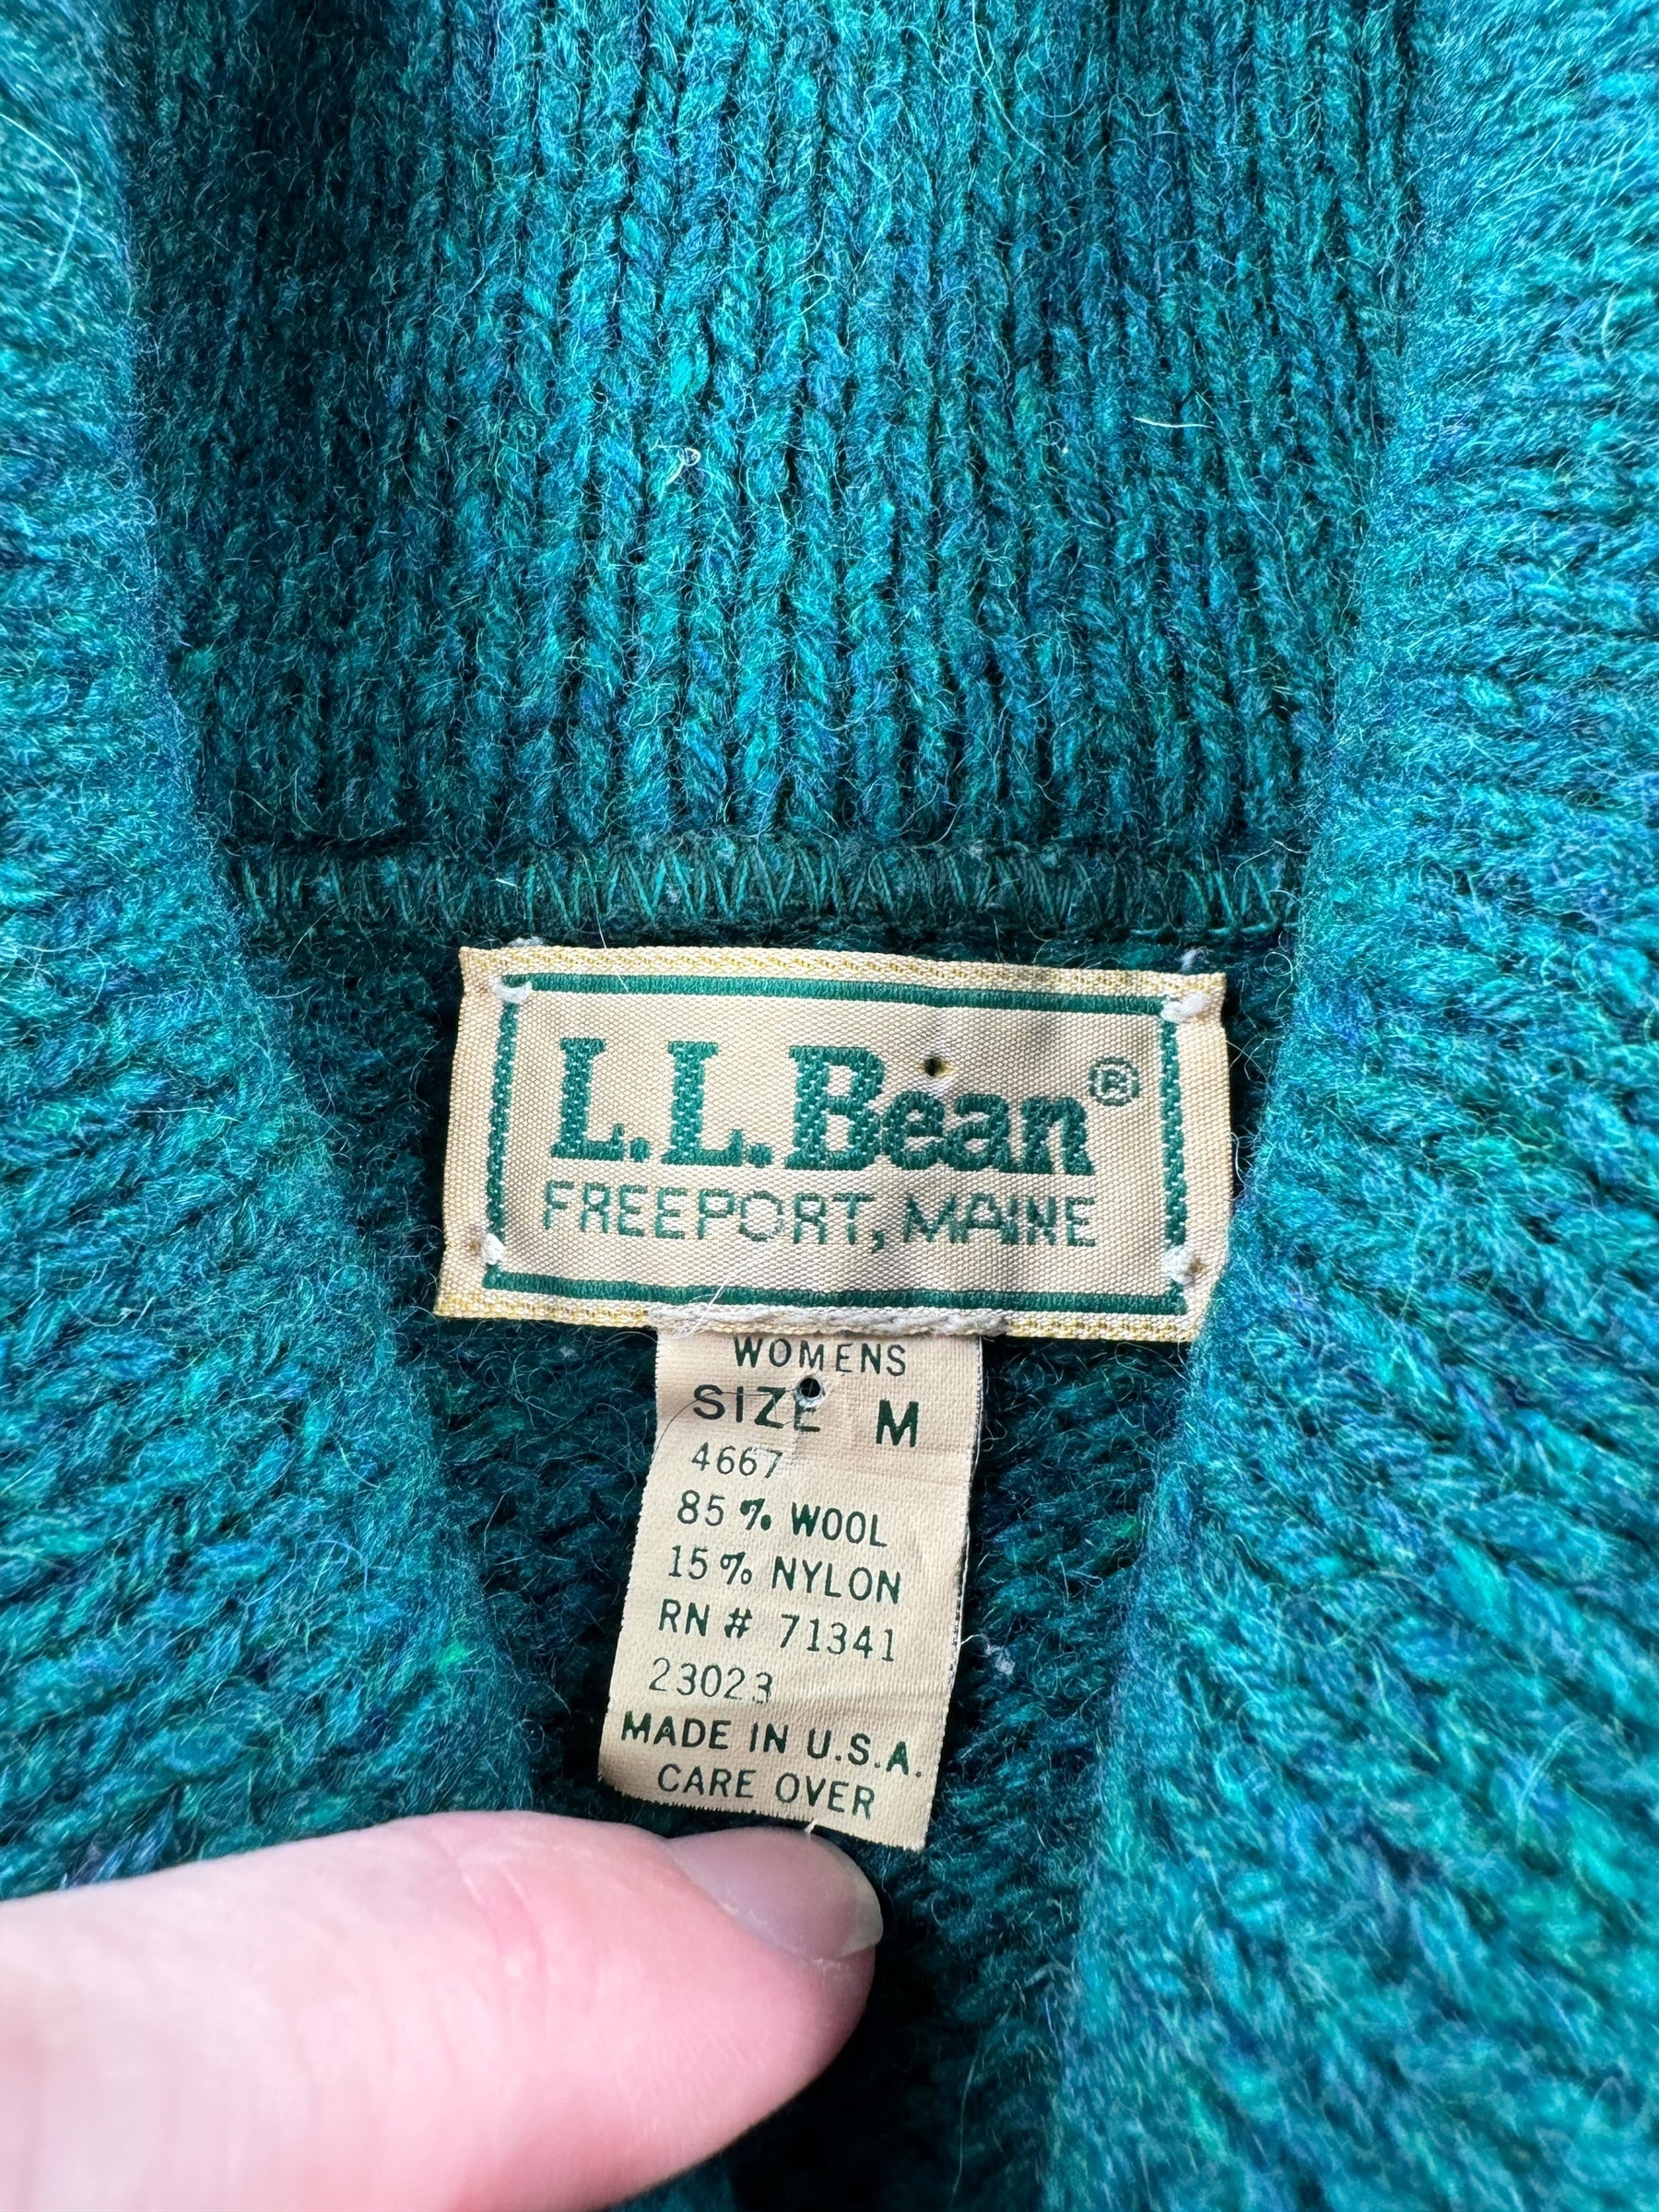 L.L.Bean®
FREEPORT, MAINE
WOMENS
SIZE M
4667
85% WOOL
15% NYLON
RN # 71341
23023
MADE IN U.S.A.
CARE OVER